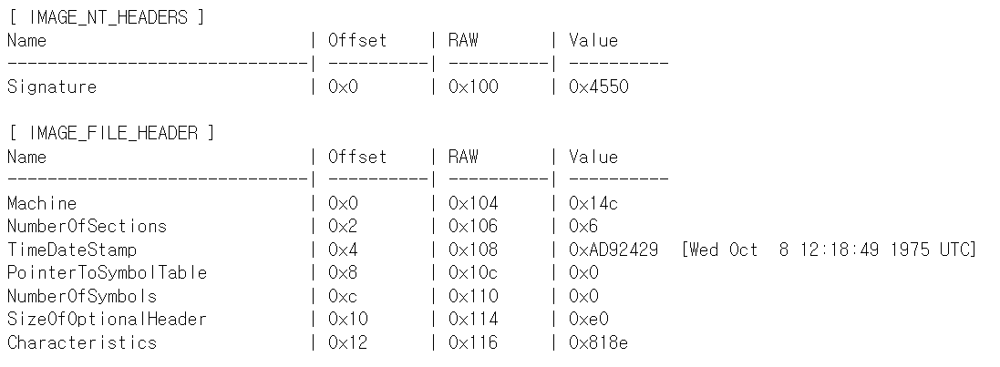 [ IMAGE_NT_HEADERS ]
Name                          | Offset    | RAW       | Value
------------------------------| ----------| ----------| ----------
Signature                     | 0x0       | 0x100     | 0x4550
[ IMAGE_FILE_HEADER ]
Name                          | Offset    | RAW       | Value
------------------------------| ----------| ----------| ----------
Machine                       | 0x0       | 0x104     | 0x14c
NumberOfSections              | 0x2       | 0x106     | 0x6
TimeDateStamp                 | 0x4       | 0x108     | 0xAD92429  [Wed Oct  8 12:18:49 1975 UTC]
PointerToSymbolTable          | 0x8       | 0x10c     | 0x0
NumberOfSymbols               | 0xc       | 0x110     | 0x0
SizeOfOptionalHeader          | 0x10      | 0x114     | 0xe0
Characteristics               | 0x12      | 0x116     | 0x818e